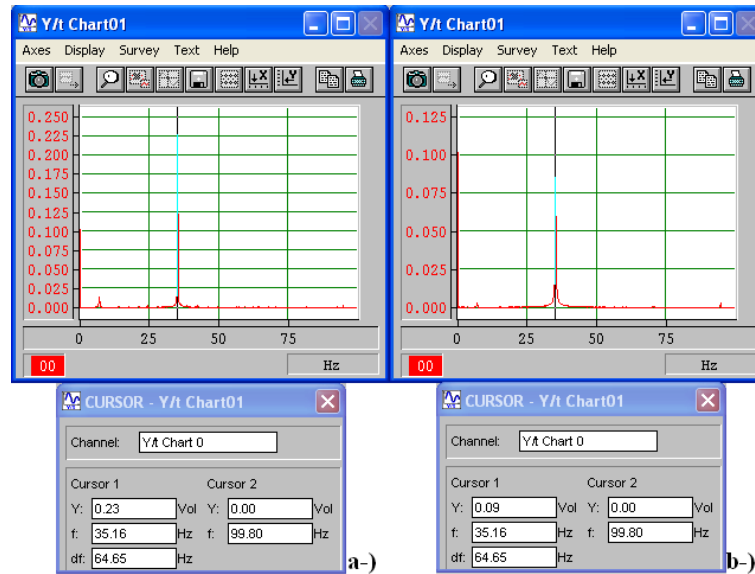 Y/t Chart01
Axes Display Survey Text Help
0.250
0.225
0.200
0.175
0.150
0.125
0.100
0.075
0.050
0.025
0.000
0 25 50 75
00 Hz
CURSOR - Y/t Chart01
Channel: Y/t Chart 0
Cursor 1 Cursor 2
Y: 0.23 Vol Y: 0.00 Vol
f: 35.16 Hz f: 99.80 Hz
df: 64.65 Hz
a-)
Y/t Chart01
Axes Display Survey Text Help
0.125
0.100
0.075
0.050
0.025
0.000
0 25 50 75
00 Hz
CURSOR - Y/t Chart01
Channel: Y/t Chart 0
Cursor 1 Cursor 2
Y: 0.09 Vol Y: 0.00 Vol
f: 35.16 Hz f: 99.80 Hz
df: 64.65 Hz
b-)